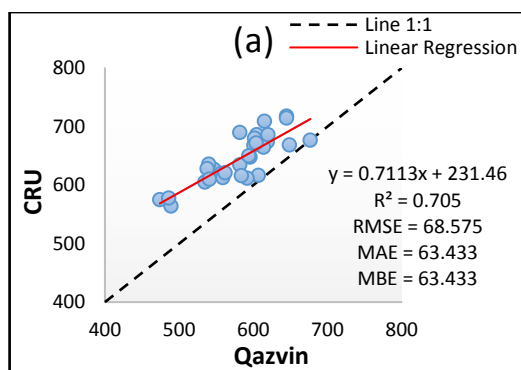 Line 1:1
Linear Regression
(a)
800
700
600
500
400
CRU
y = 0.7113x + 231.46
R² = 0.705
RMSE = 68.575
MAE = 63.433
MBE = 63.433
400 500 600 700 800
Qazvin